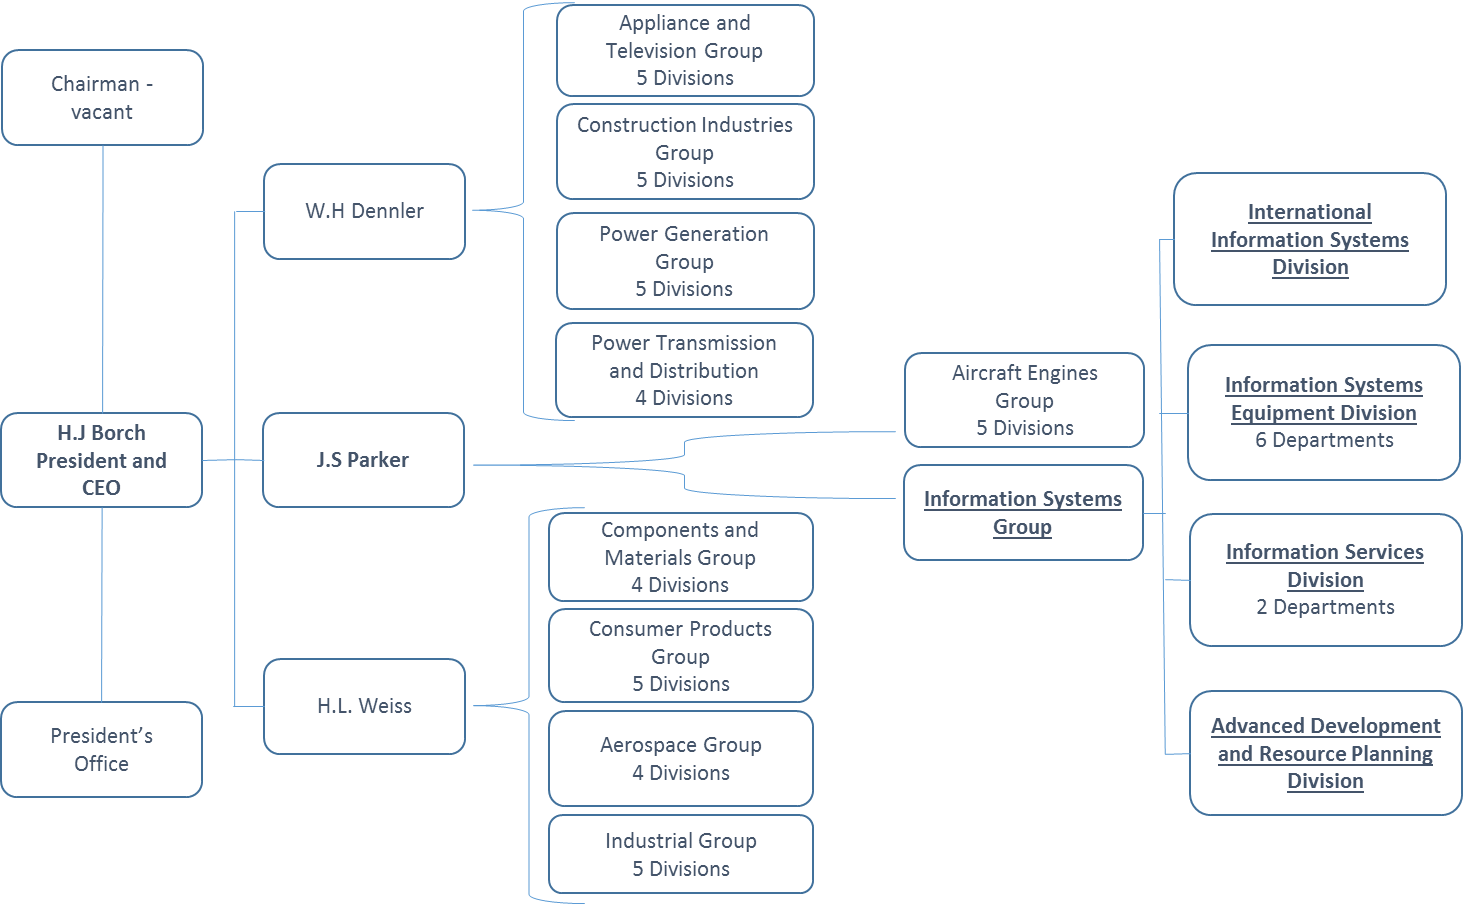 Chairman -
vacant
H.J Borch
President and
CEO
President’s
Office
W.H Dennler
J.S Parker
H.L. Weiss
Appliance and
Television Group
5 Divisions
Construction Industries
Group
5 Divisions
Power Generation
Group
5 Divisions
Power Transmission
and Distribution
4 Divisions
Components and
Materials Group
4 Divisions
Consumer Products
Group
5 Divisions
Aerospace Group
4 Divisions
Industrial Group
5 Divisions
Aircraft Engines
Group
5 Divisions
Information Systems
Group
International
Information Systems
Division
Information Systems
Equipment Division
6 Departments
Information Services
Division
2 Departments
Advanced Development
and Resource Planning
Division